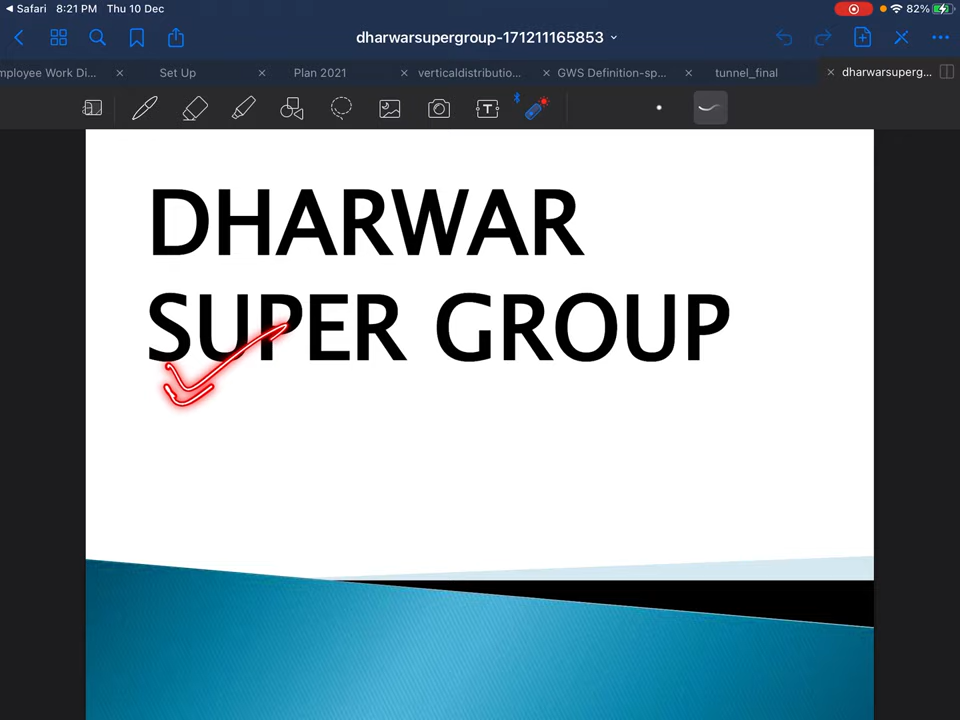 Safari 8:21 PM Thu 10 Dec 82%
dharwarsupergroup-171211165853
mployee Work Di... Set Up Plan 2021 verticaldistributio... GWS Definition-sp... tunnel_final dharwarsuperg...
T
DHARWAR
SUPER GROUP